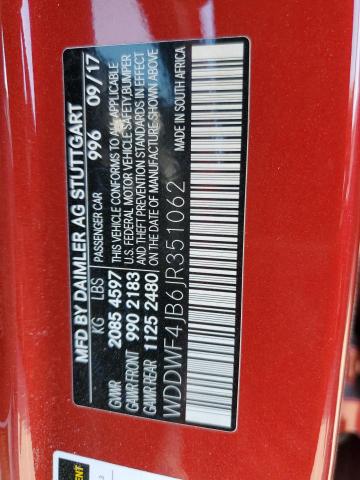 MFD BY DAIMLER AG STUTTGART
KG LBS PASSENGER CAR 996 09/17
GVWR 2085 4597 THIS VEHICLE CONFORMS TO ALL APPLICABLE
GAWR FRONT 990 2183 U.S. FEDERAL MOTOR VEHICLE SAFETY, BUMPER
GAWR REAR 1125 2480 & THEFT PREVENTION STANDARDS IN EFFECT
ON DATE OF MANUFACTURE SHOWN ABOVE
WDDWF4JB6JR351062 MADE IN SOUTH AFRICA